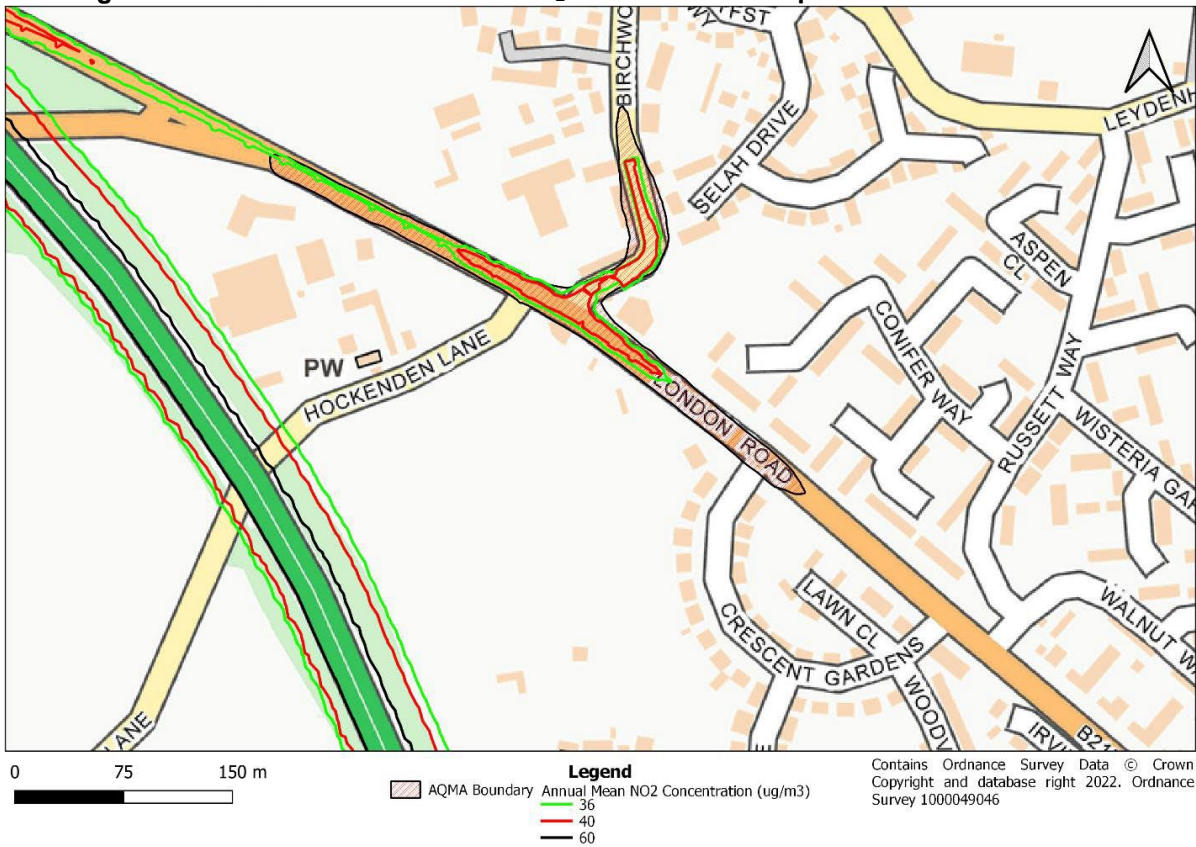 BIRCHWO
SELAH DRIVE
LEYDENH
ASPEN
CL
CONIFER WAY
RUSSETT WAY
WISTERIA GAR
PW
HOCKENDEN LANE
LONDON ROAD
LAWN CL
CRESCENT GARDENS
WALNUT W
WOODV
LANE
0 75 150 m
Legend
AQMA Boundary
Annual Mean NO2 Concentration (ug/m3)
36
40
60
Contains Ordnance Survey Data © Crown
Copyright and database right 2022. Ordnance
Survey 1000049046